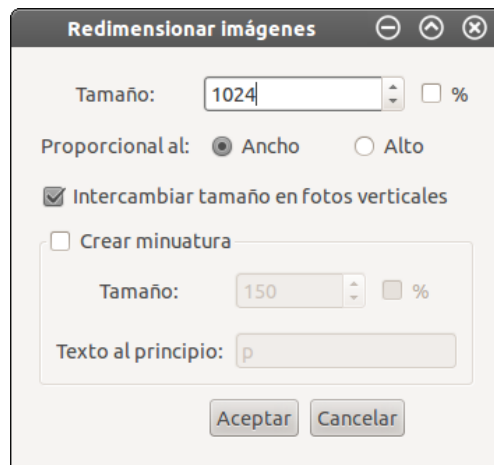 Redimensionar imágenes
Tamaño: 1024 %
Proporcional al: Ancho Alto
Intercambiar tamaño en fotos verticales
Crear minuatura
Tamaño: 150 %
Texto al principio: p
Aceptar Cancelar